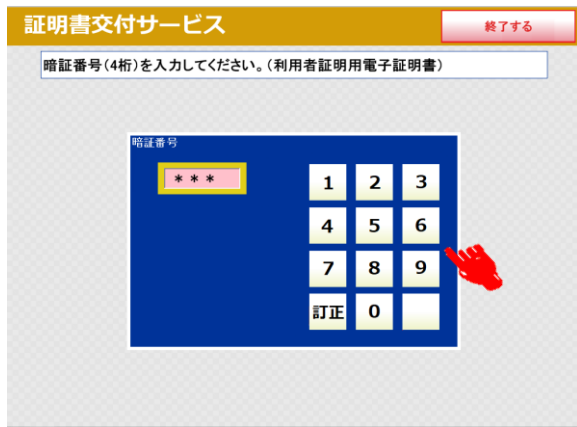 証明書交付サービス
終了する
暗証番号(4桁)を入力してください。(利用者証明用電子証明書)
暗証番号
＊＊＊
1 2 3
4 5 6
7 8 9
訂正 0